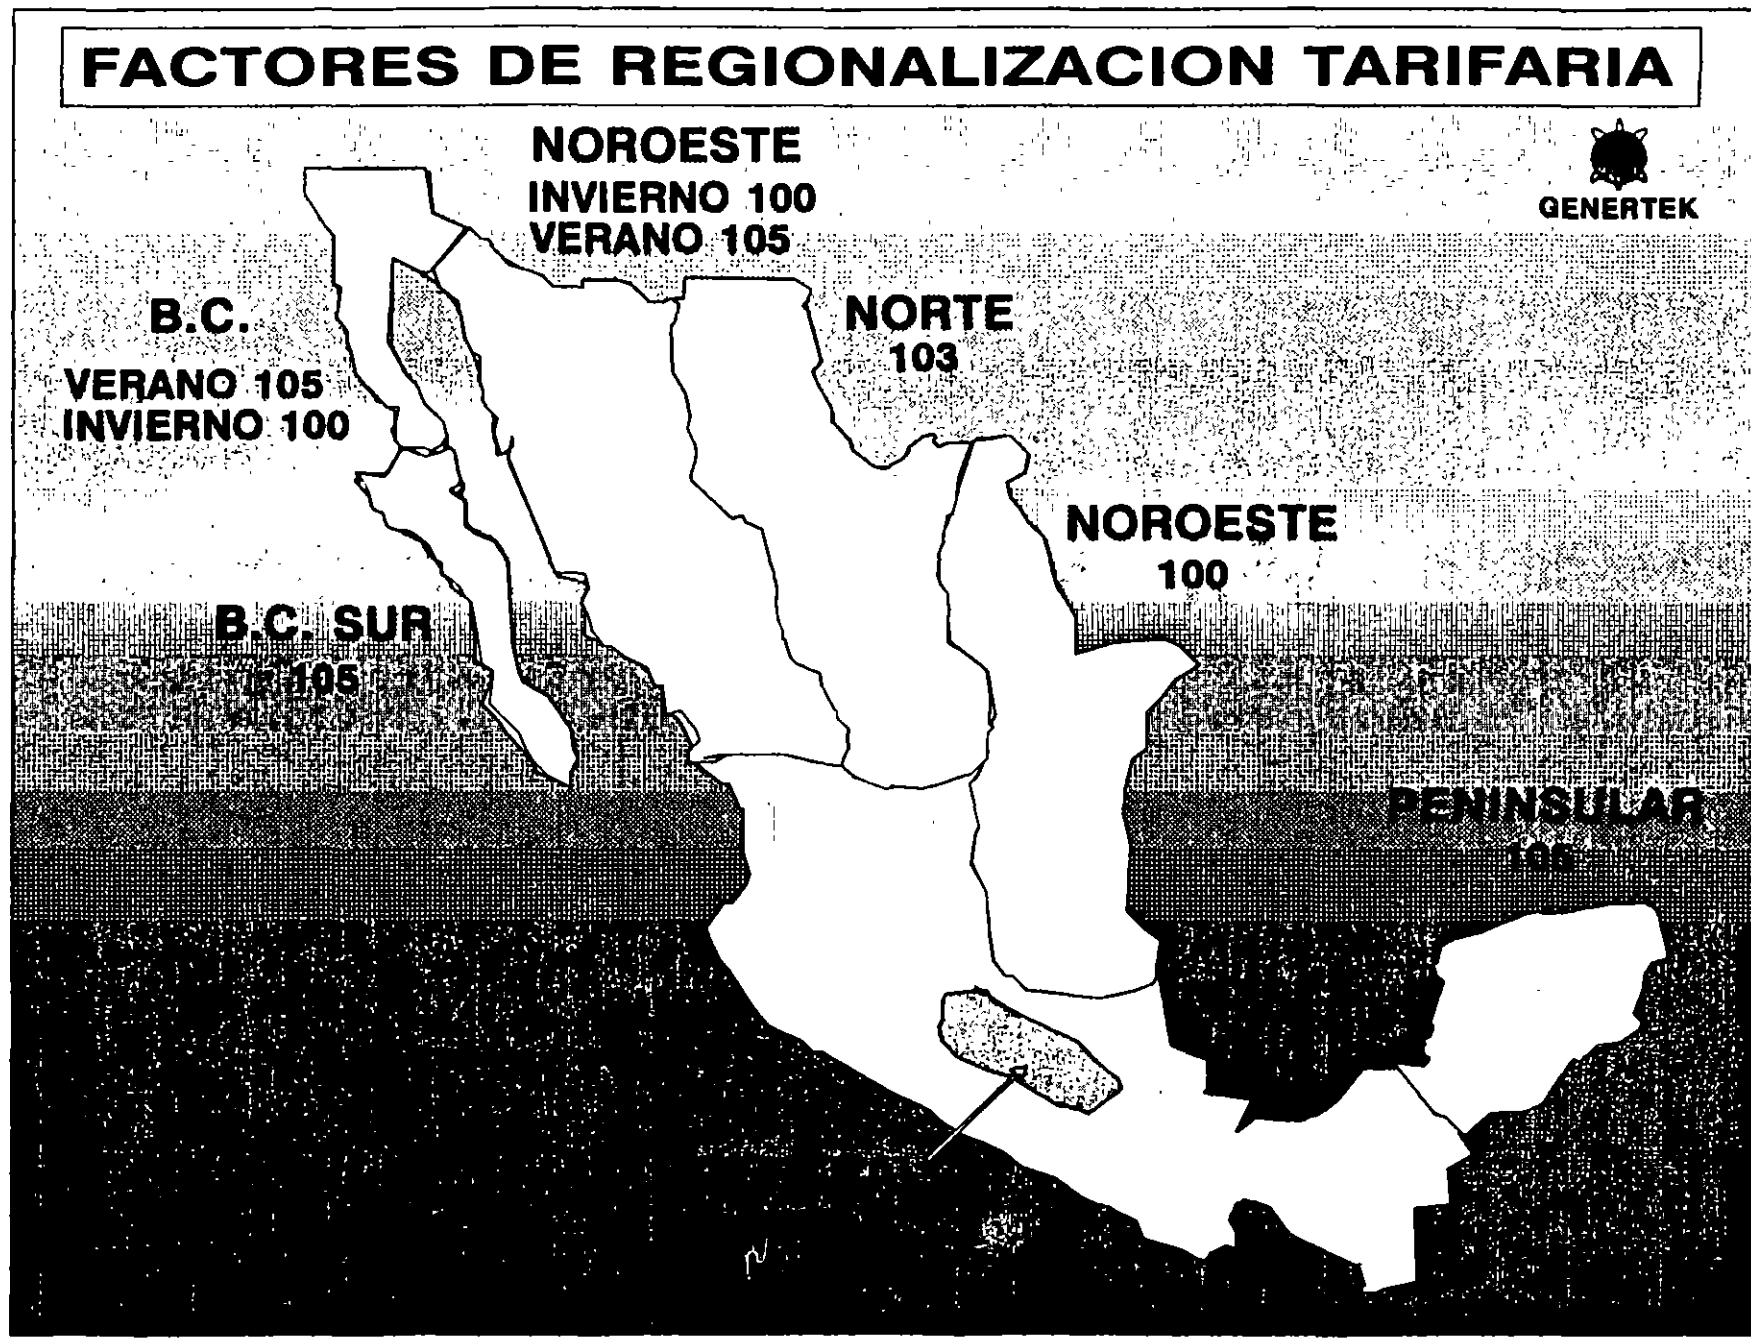 FACTORES DE REGIONALIZACION TARIFARIA
NOROESTE
INVIERNO 100
VERANO 105
GENERTEK
B.C.
VERANO 105
INVIERNO 100
NORTE
103
NOROESTE
100
B.C. SUR
105
PENINSULAR
105